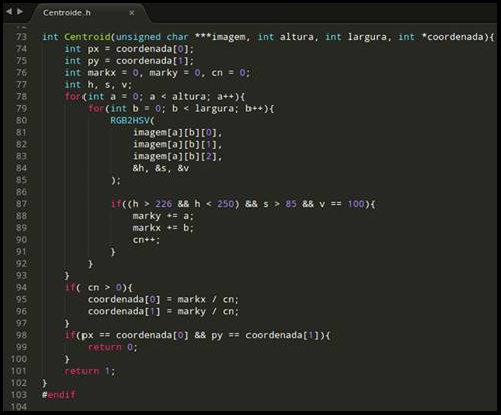 Centroide.h
72
73 int Centroid(unsigned char ***imagem, int altura, int largura, int *coordenada){
74 int px = coordenada[0];
75 int py = coordenada[1];
76 int markx = 0, marky = 0, cn = 0;
77 int h, s, v;
78 for(int a = 0; a < altura; a++){
79 for(int b = 0; b < largura; b++){
80 RGB2HSV(
81 imagem[a][b][0],
82 imagem[a][b][1],
83 imagem[a][b][2],
84 &h, &s, &v
85 );
86
87 if((h > 226 && h < 250) && s > 85 && v == 100){
88 marky += a;
89 markx += b;
90 cn++;
91 }
92 }
93 }
94 if( cn > 0){
95 coordenada[0] = markx / cn;
96 coordenada[1] = marky / cn;
97 }
98 if(px == coordenada[0] && py == coordenada[1]){
99 return 0;
100 }
101 return 1;
102 }
103 #endif
104